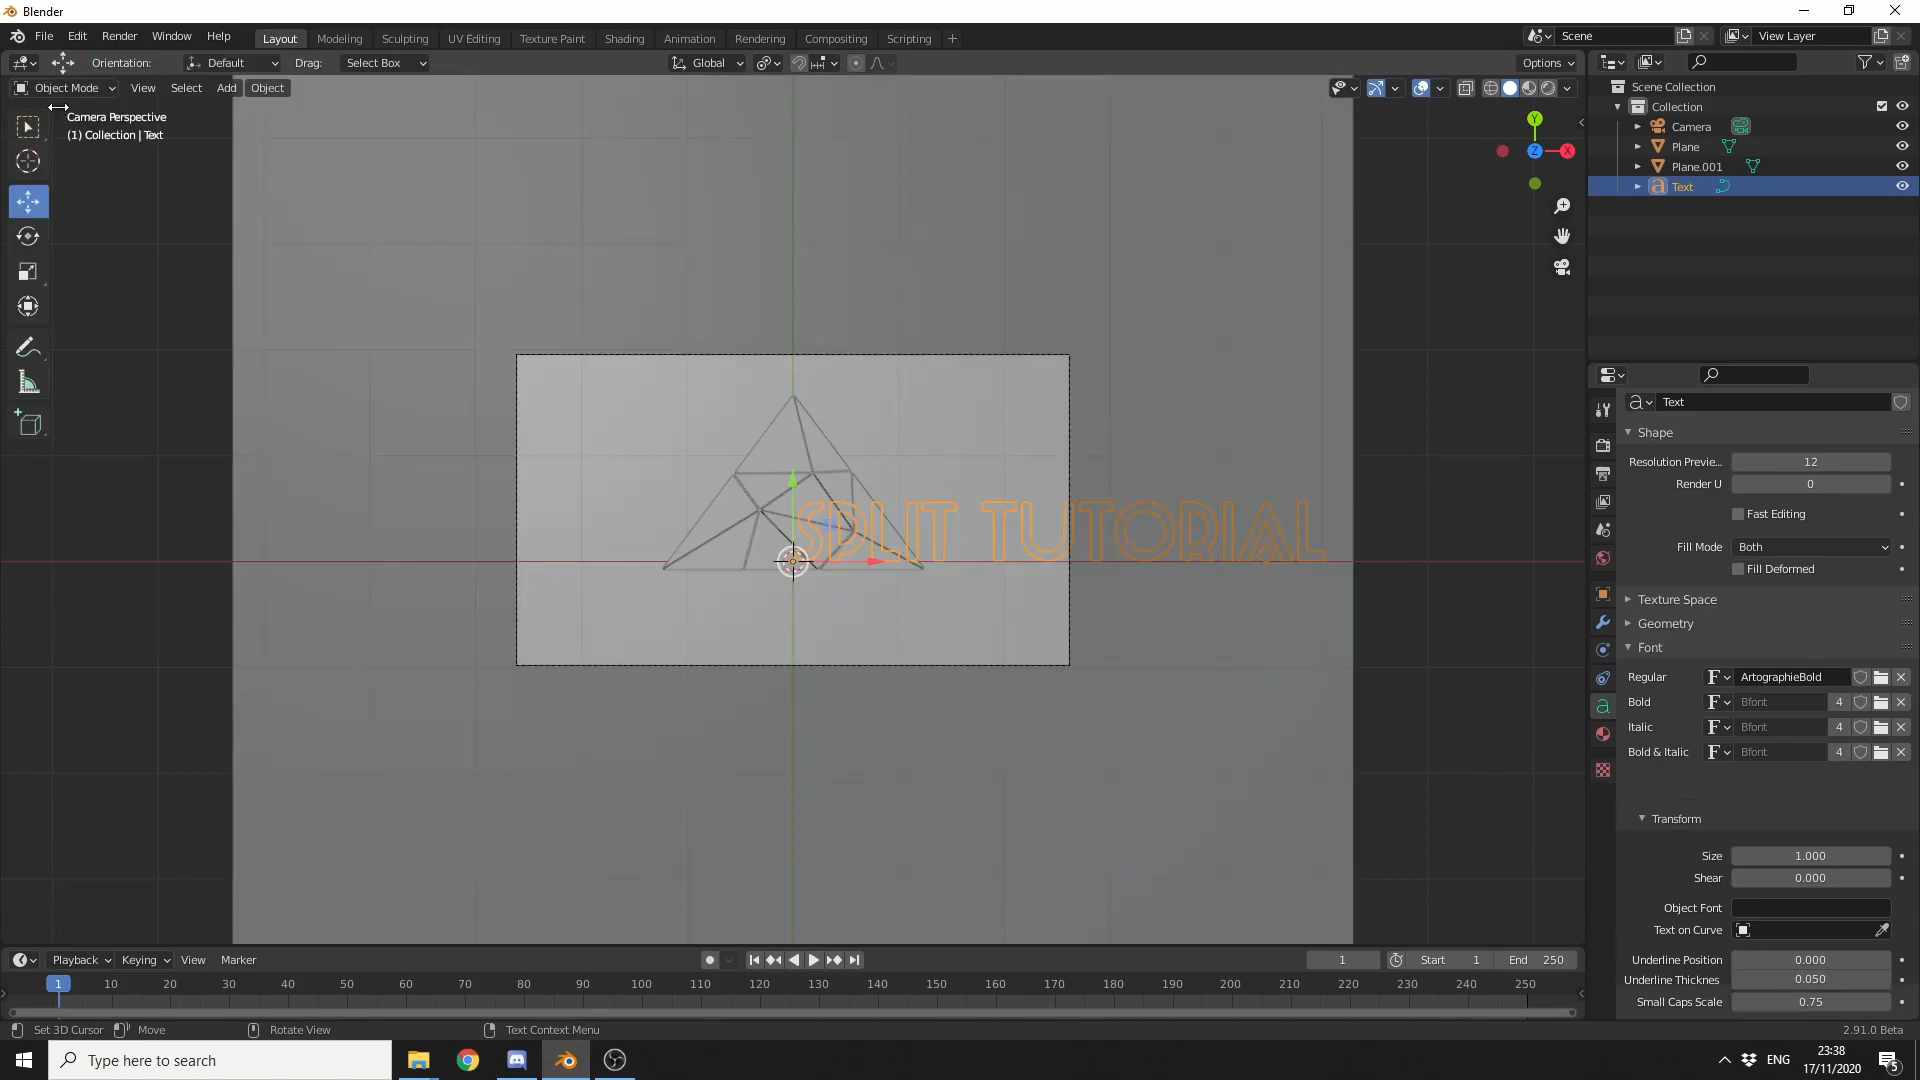 Blender
File Edit Render Window Help Layout Modeling Sculpting UV Editing Texture Paint Shading Animation Rendering Compositing Scripting + Scene View Layer
Orientation: Default Drag: Select Box Global Options
Object Mode View Select Add Object
Camera Perspective
(1) Collection | Text
Y
Z X
SPLIT TUTORIAL
Scene Collection
Collection
Camera
Plane
Plane.001
Text
Text
Shape
Resolution Previe... 12
Render U 0
Fast Editing
Fill Mode Both
Fill Deformed
Texture Space
Geometry
Font
Regular F ArtographieBold
Bold F Bfont 4
Italic F Bfont 4
Bold & Italic F Bfont 4
Transform
Size 1.000
Shear 0.000
Object Font
Text on Curve
Underline Position 0.000
Underline Thicknes 0.050
Small Caps Scale 0.75
Playback Keying View Marker 1 Start 1 End 250
1 10 20 30 40 50 60 70 80 90 100 110 120 130 140 150 160 170 180 190 200 210 220 230 240 250
Set 3D Cursor Move Rotate View Text Context Menu 2.91.0 Beta
Type here to search
ENG
23:38
17/11/2020
5